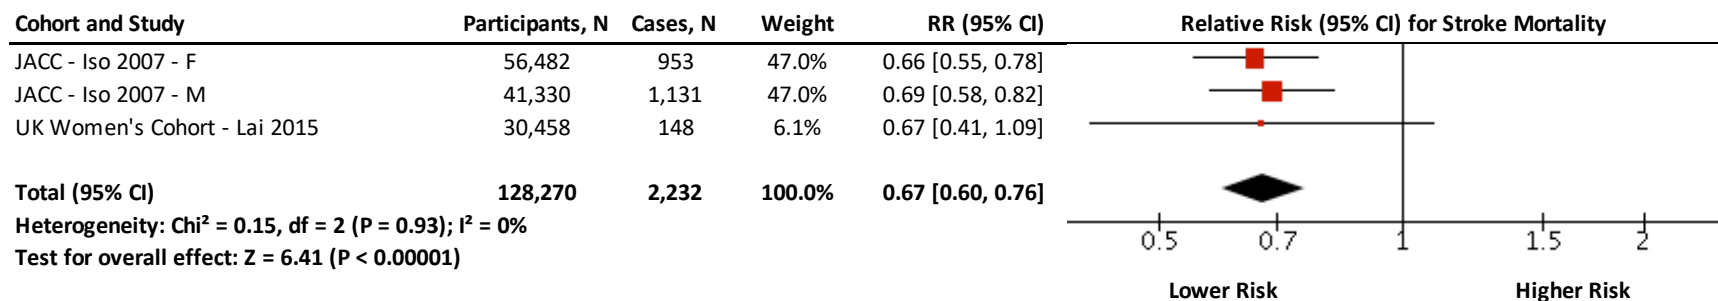 Cohort and Study Participants, N Cases, N Weight RR (95% CI) Relative Risk (95% CI) for Stroke Mortality
JACC - Iso 2007 - F 56,482 953 47.0% 0.66 [0.55, 0.78]
JACC - Iso 2007 - M 41,330 1,131 47.0% 0.69 [0.58, 0.82]
UK Women's Cohort - Lai 2015 30,458 148 6.1% 0.67 [0.41, 1.09]
Total (95% CI) 128,270 2,232 100.0% 0.67 [0.60, 0.76]
Heterogeneity: Chi² = 0.15, df = 2 (P = 0.93); I² = 0%
0.5 0.7 1 1.5 2
Test for overall effect: Z = 6.41 (P < 0.00001)
Lower Risk Higher Risk